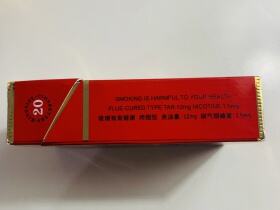 SMOKING IS HARMFUL TO YOUR HEALTH
FLUE-CURED TYPE TAR:12mg NICOTINE:1.1mg
吸烟有害健康 烤烟型 焦油量:12mg 烟气烟碱量:1.1mg
20